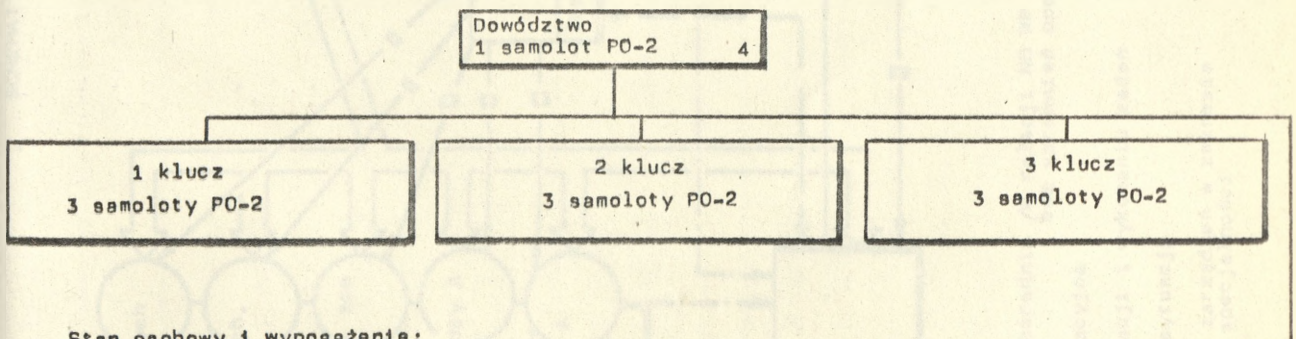 Dowództwo
1 samolot PO-2 4
1 klucz
3 samoloty PO-2
2 klucz
3 samoloty PO-2
3 klucz
3 samoloty PO-2
Stan osobowy i wyposażenie: